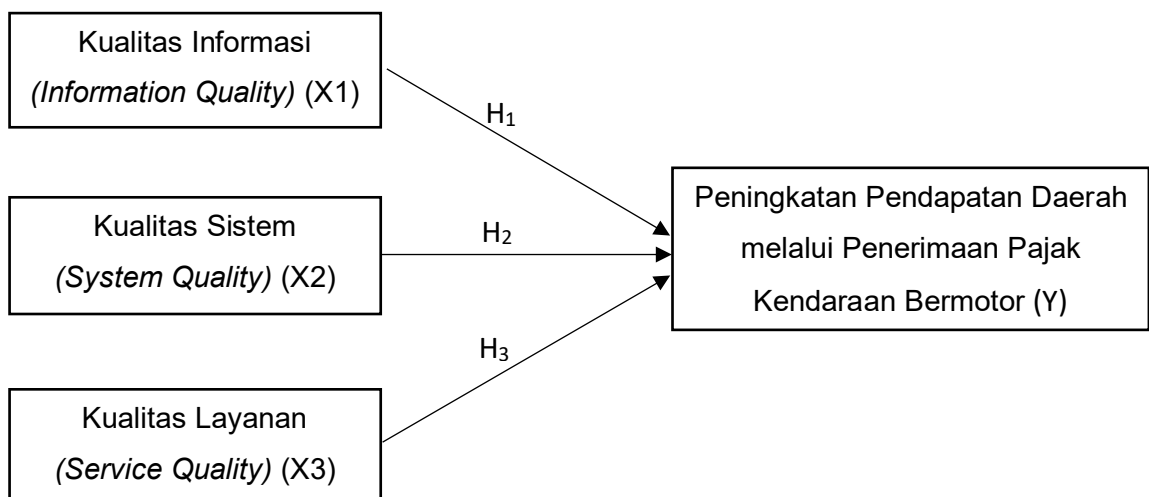 Kualitas Informasi
(Information Quality) (X1)
H₁
Kualitas Sistem
(System Quality) (X2)
H₂
Peningkatan Pendapatan Daerah
melalui Penerimaan Pajak
Kendaraan Bermotor (Y)
H₃
Kualitas Layanan
(Service Quality) (X3)